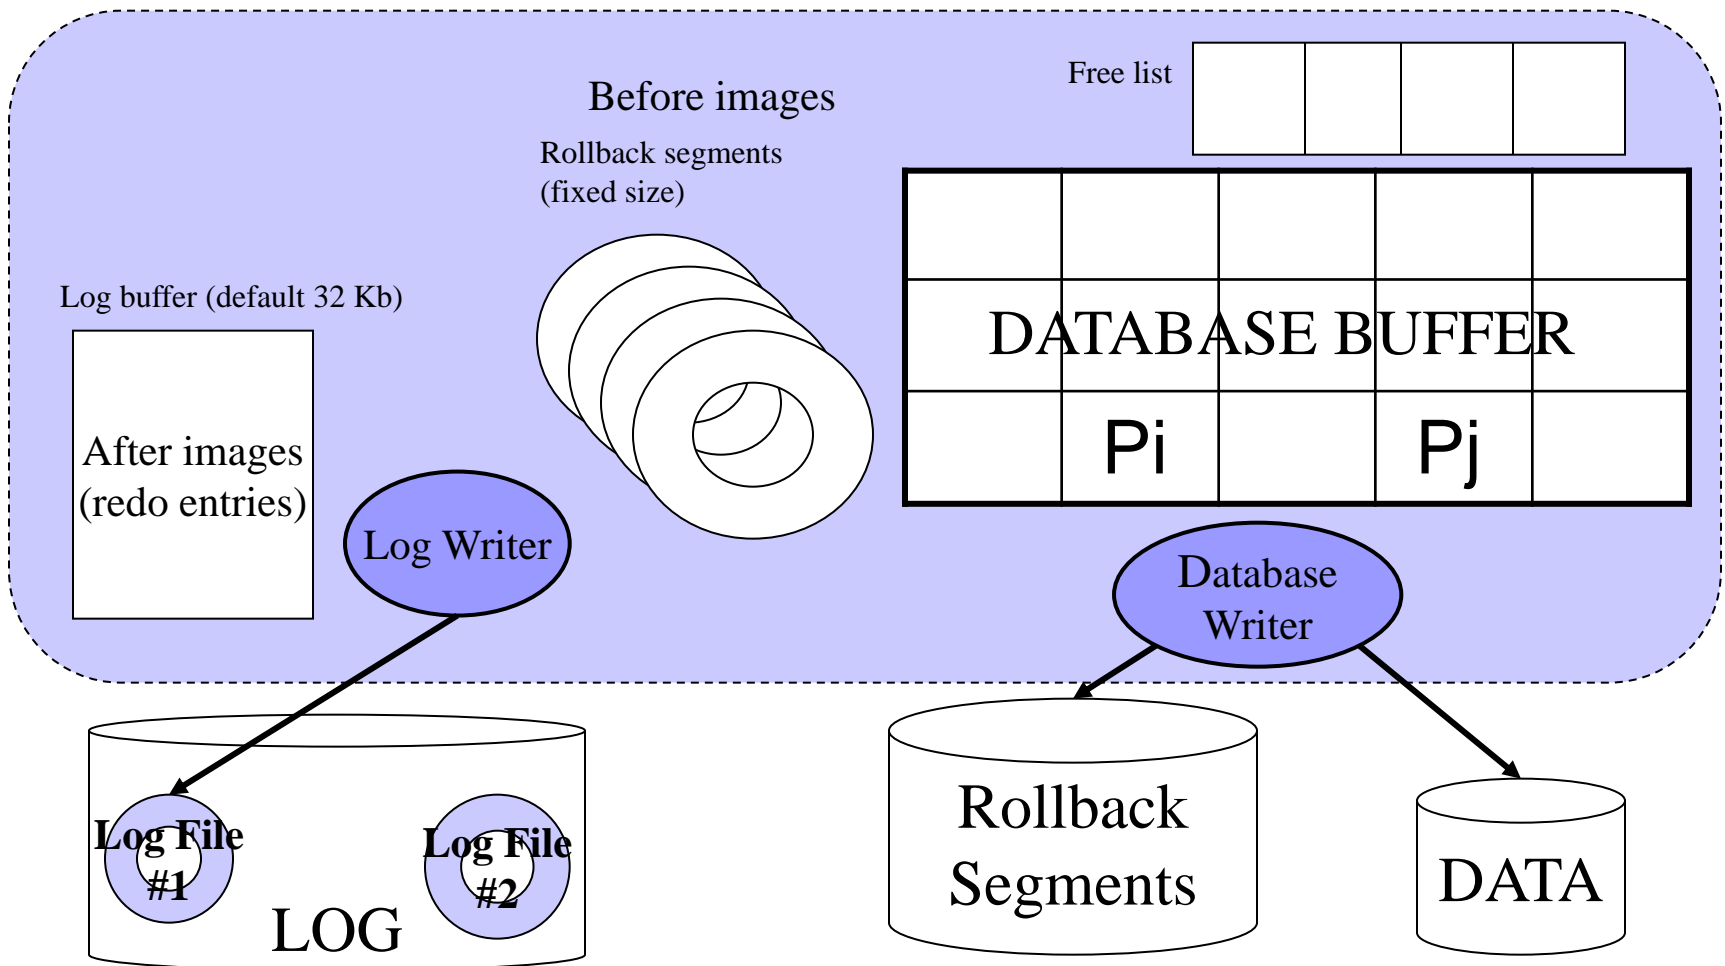 Free list
Before images
Rollback segments
(fixed size)
Log buffer (default 32 Kb)
DATABASE BUFFER
After images
(redo entries)
Pi
Pj
Log Writer
Database
Writer
Log File
#1
Log File
#2
LOG
Rollback
Segments
DATA